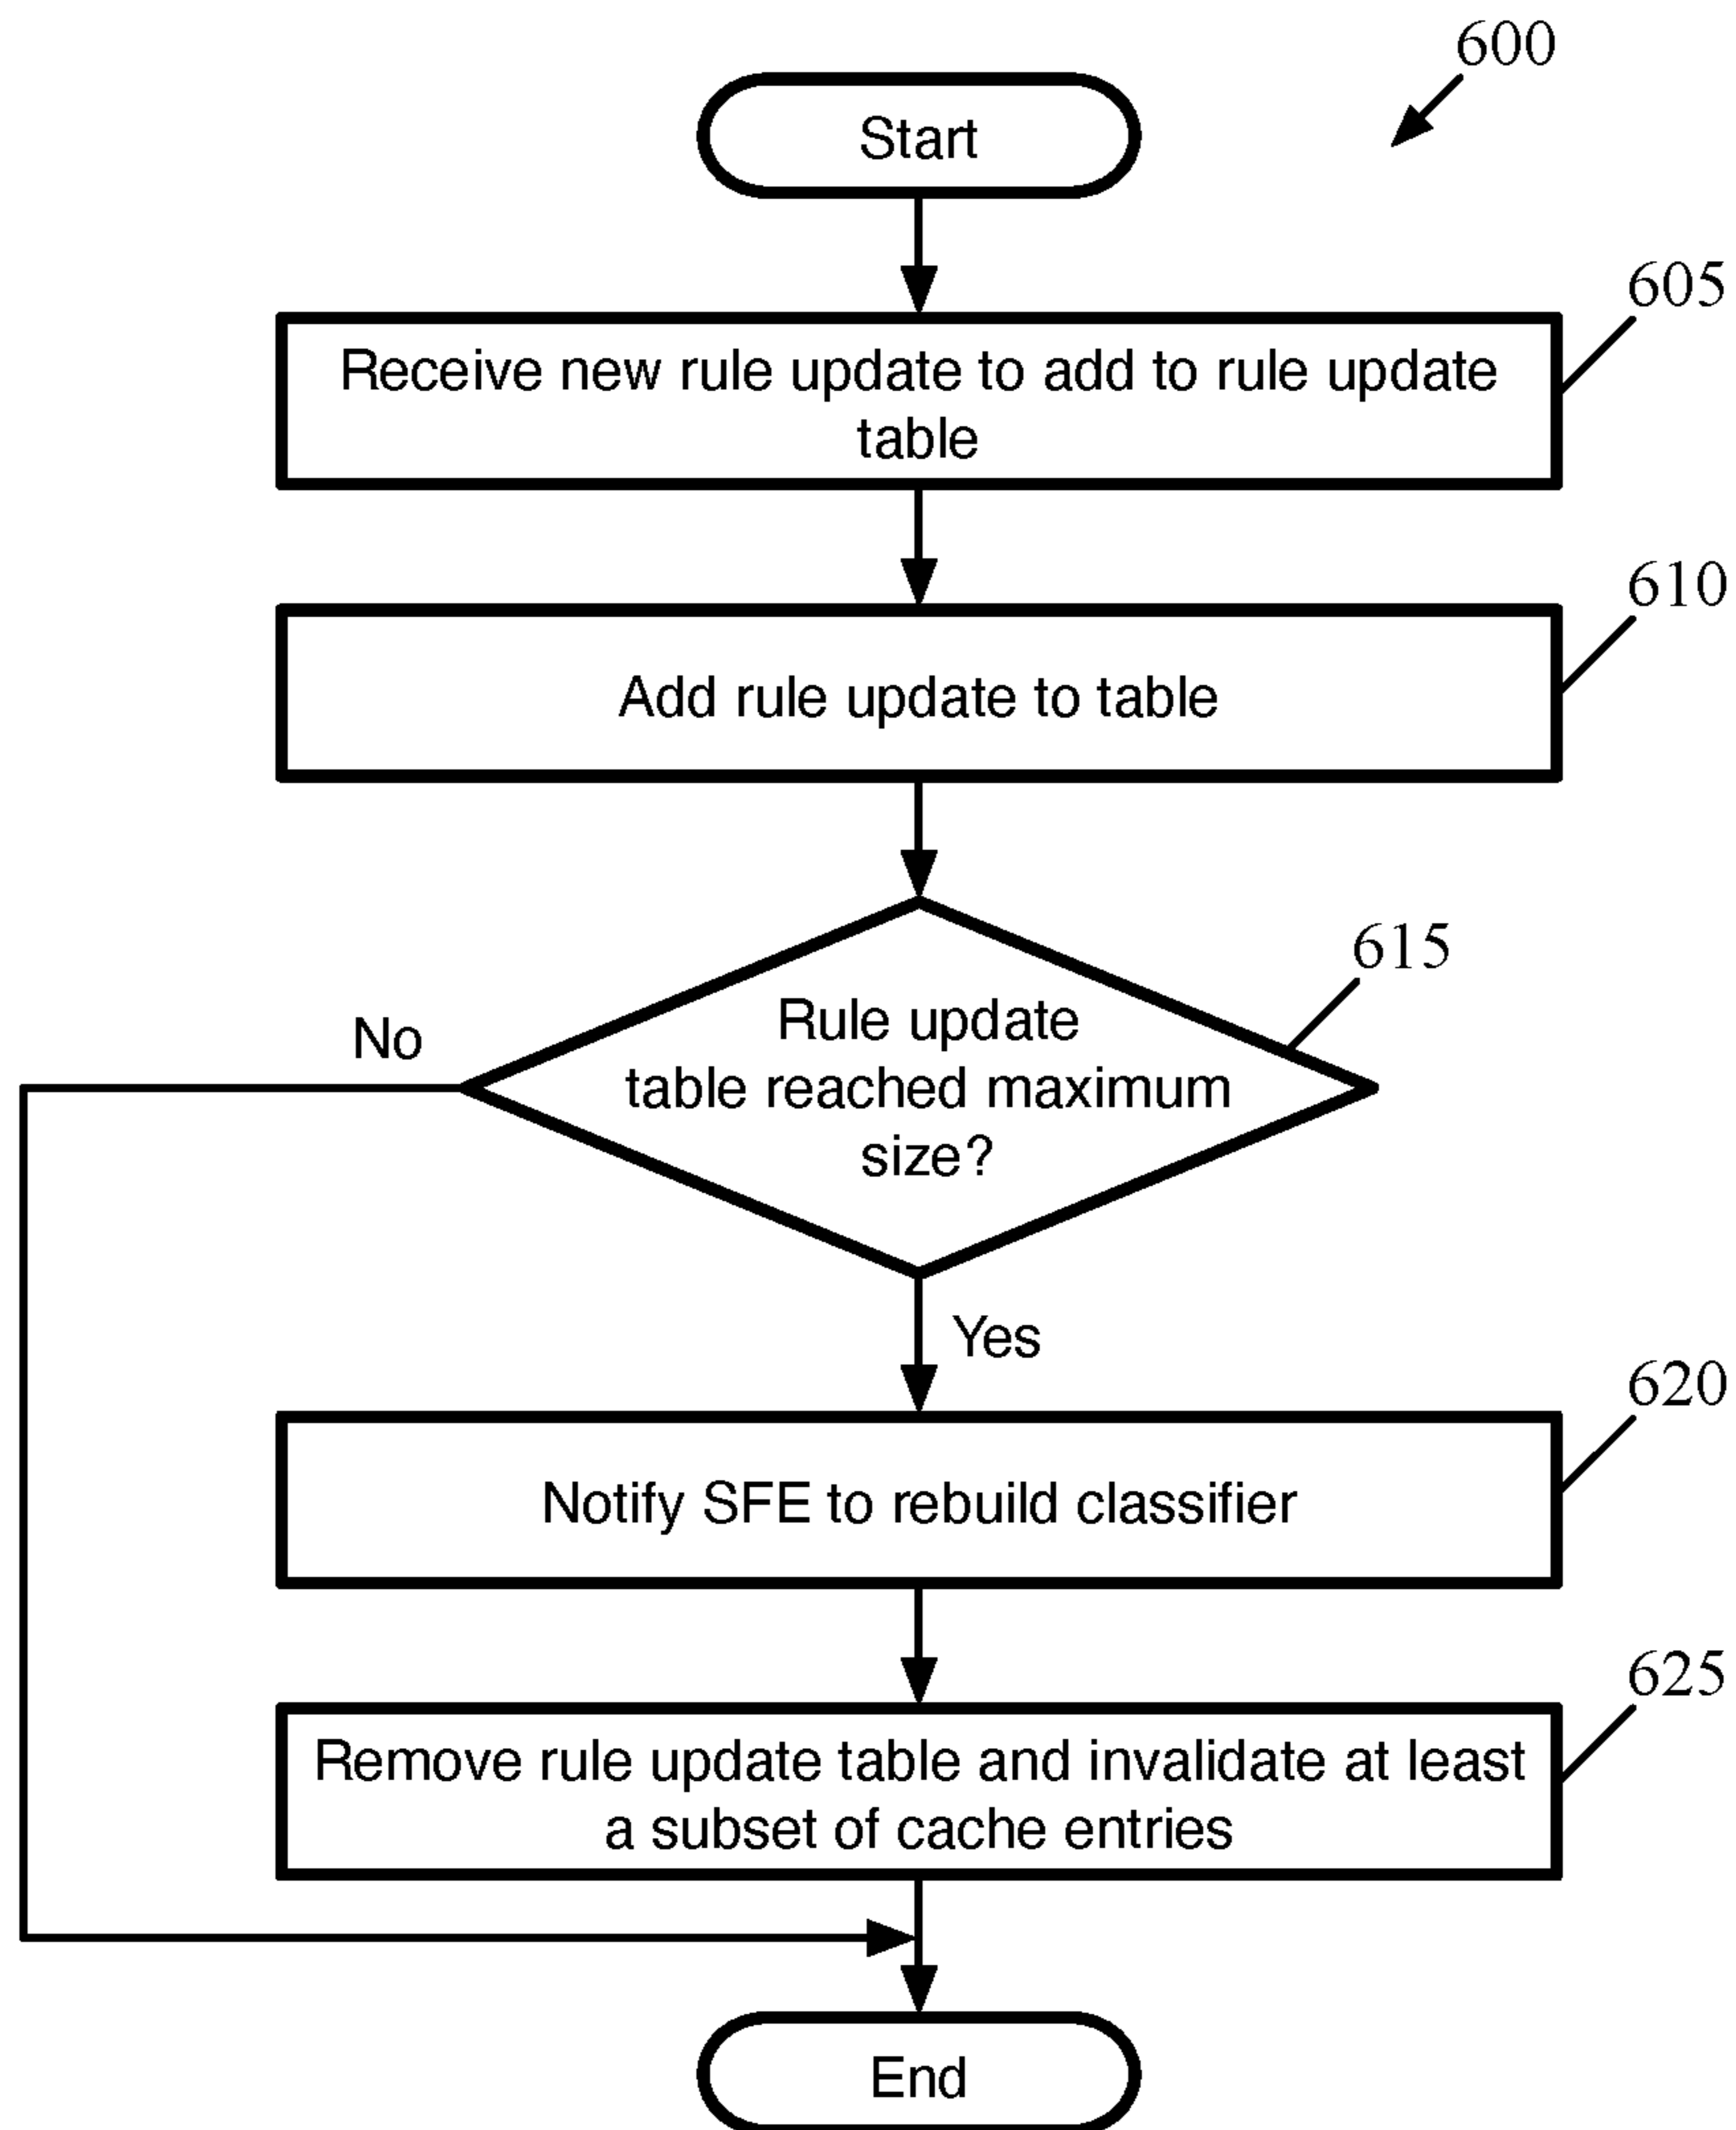 600
Start
605
Receive new rule update to add to rule update
table
610
Add rule update to table
615
Rule update
table reached maximum
size?
No
Yes
620
Notify SFE to rebuild classifier
625
Remove rule update table and invalidate at least
a subset of cache entries
End